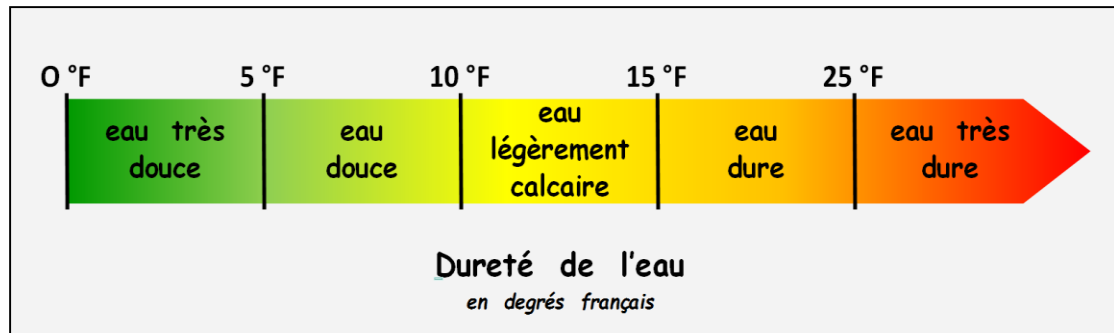 O °F 5 °F 10 °F 15 °F 25 °F
eau très
douce
eau
douce
eau
légèrement
calcaire
eau
dure
eau très
dure
Dureté de l'eau
en degrés français